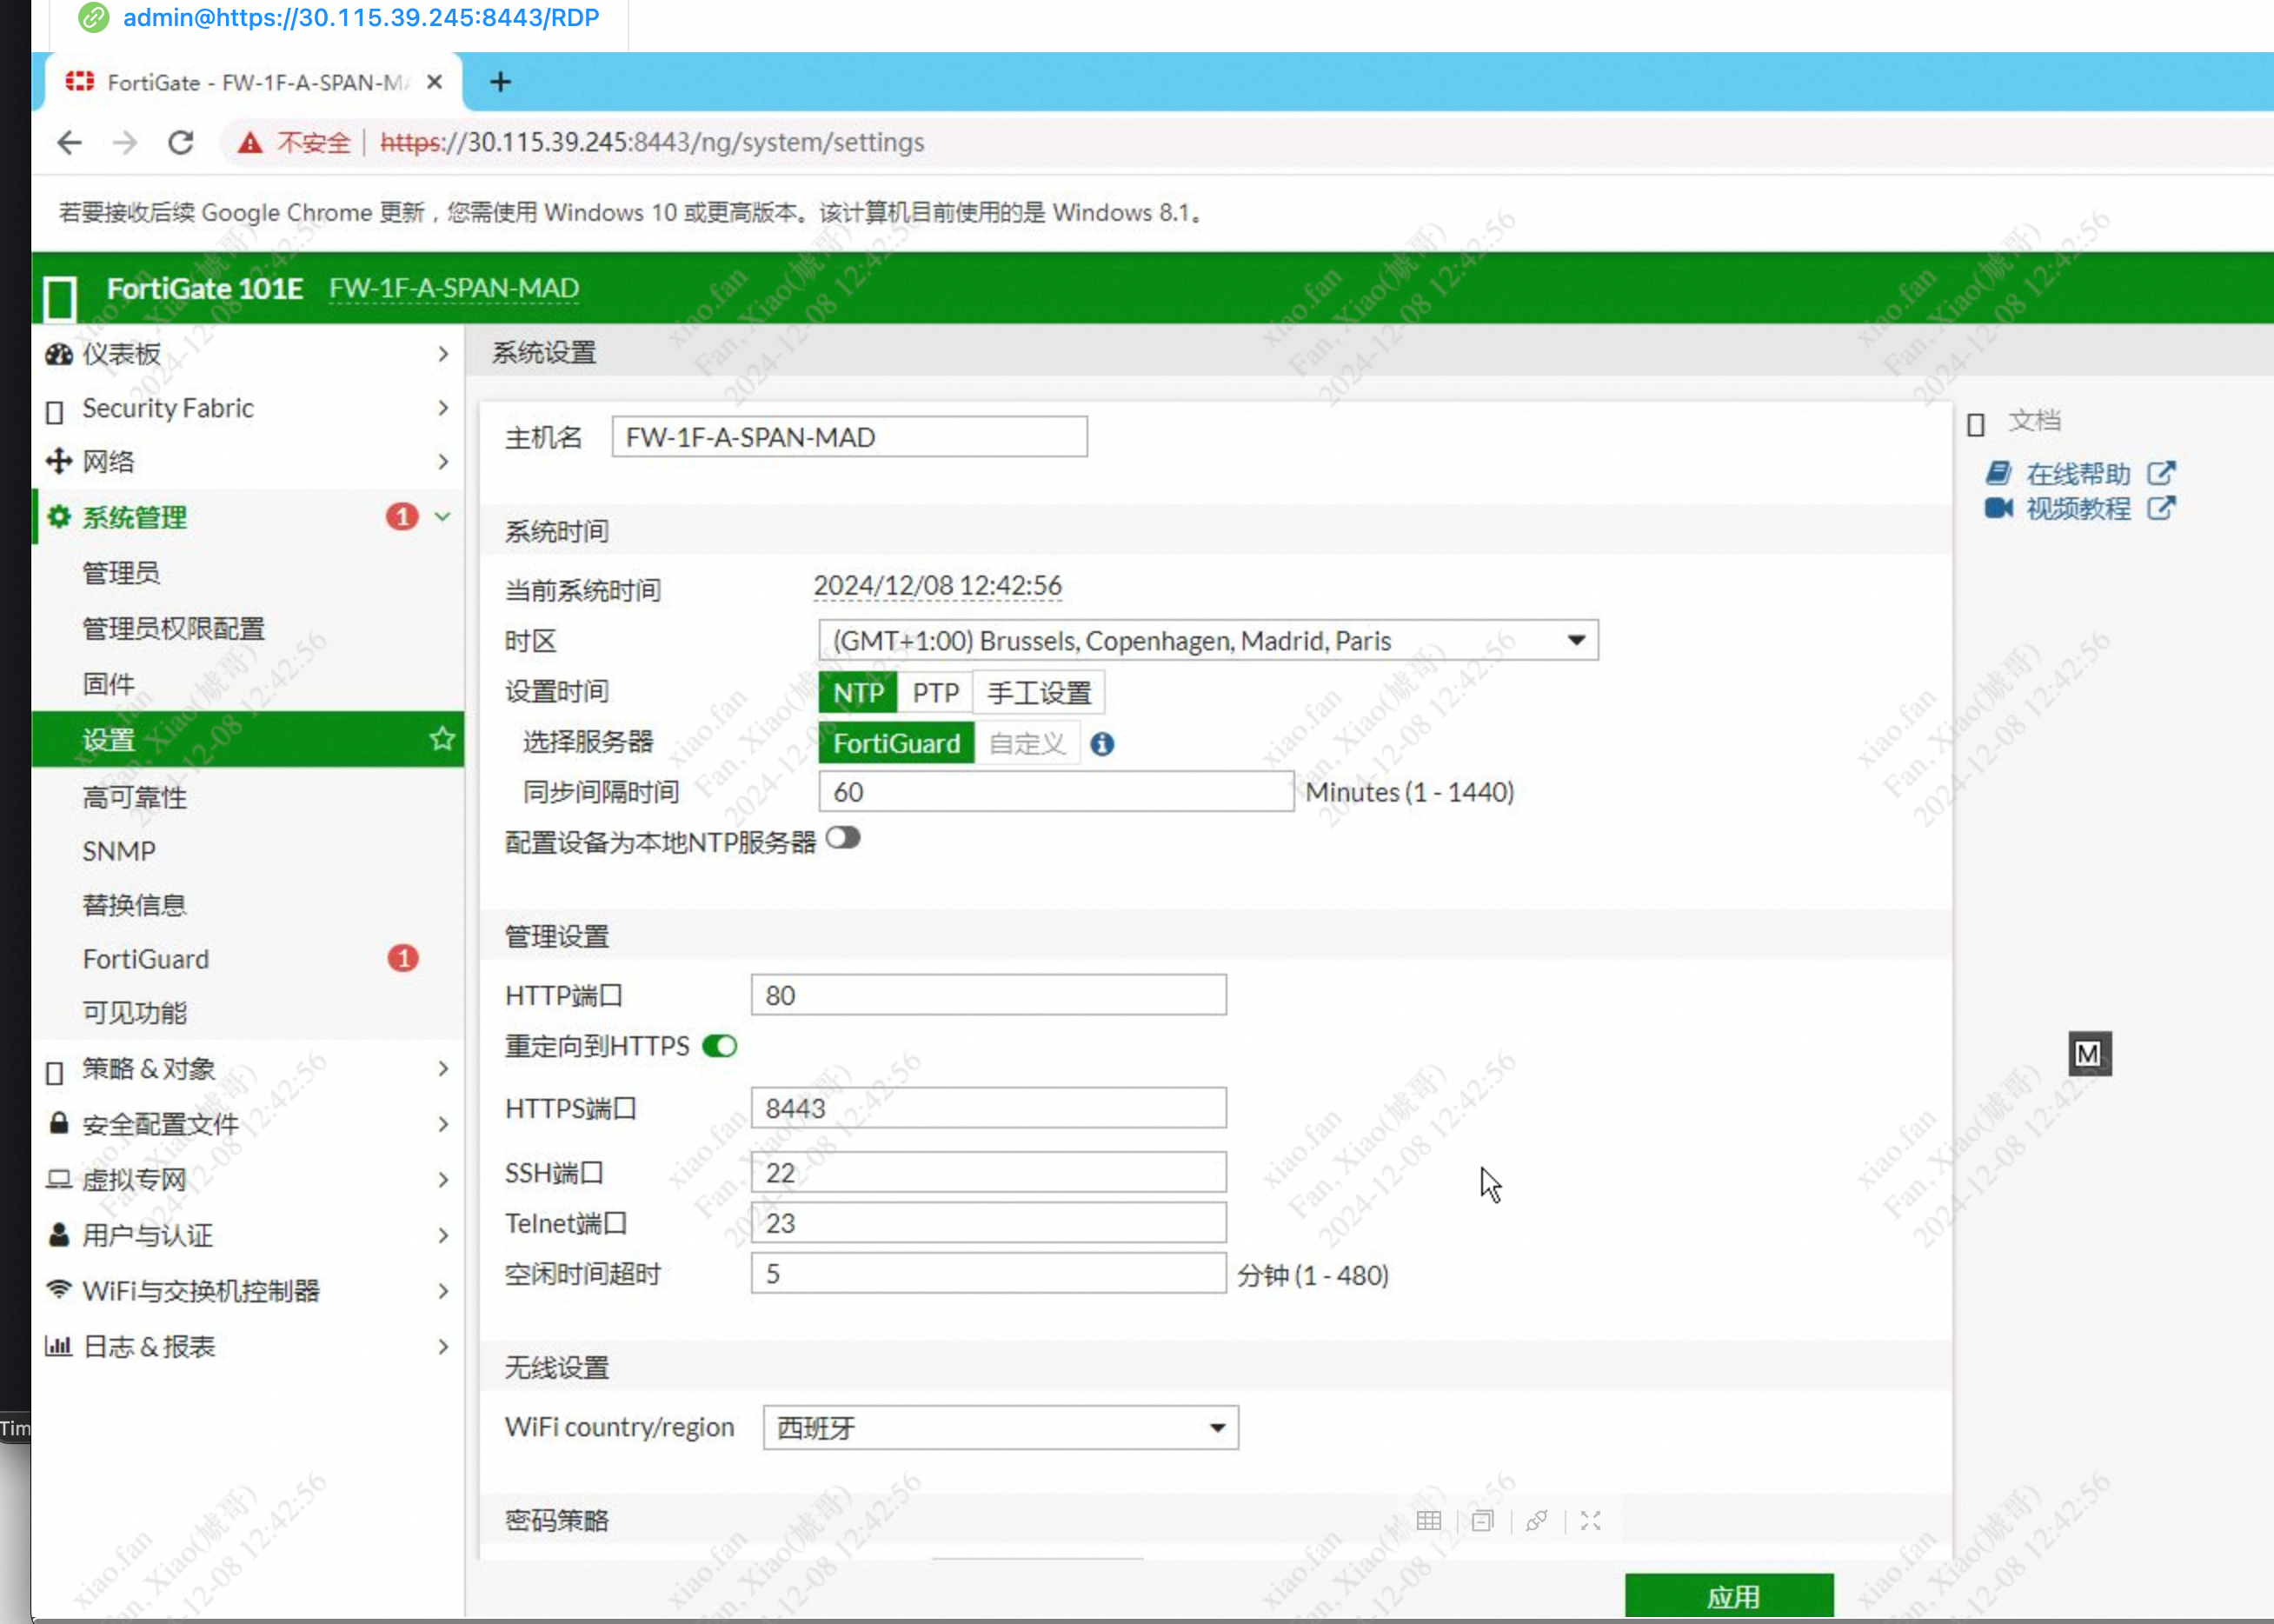 admin@https://30.115.39.245:8443/RDP
FortiGate - FW-1F-A-SPAN-MA
不安全 | https://30.115.39.245:8443/ng/system/settings
若要接收后续 Google Chrome 更新，您需使用 Windows 10 或更高版本。该计算机目前使用的是 Windows 8.1。
FortiGate 101E FW-1F-A-SPAN-MAD
仪表板
Security Fabric
网络
系统管理 1
管理员
管理员权限配置
固件
设置
高可靠性
SNMP
替换信息
FortiGuard 1
可见功能
策略 & 对象
安全配置文件
虚拟专网
用户与认证
WiFi与交换机控制器
日志 & 报表
Tim
系统设置
主机名 FW-1F-A-SPAN-MAD
系统时间
当前系统时间 2024/12/08 12:42:56
时区 (GMT+1:00) Brussels, Copenhagen, Madrid, Paris
设置时间 NTP PTP 手工设置
选择服务器 FortiGuard 自定义
同步间隔时间 60 Minutes (1 - 1440)
配置设备为本地NTP服务器
管理设置
HTTP端口 80
重定向到HTTPS
HTTPS端口 8443
SSH端口 22
Telnet端口 23
空闲时间超时 5 分钟 (1 - 480)
无线设置
WiFi country/region 西班牙
密码策略
应用
文档
在线帮助
视频教程
M
xiao.fan
2024-12-08 12:42:56